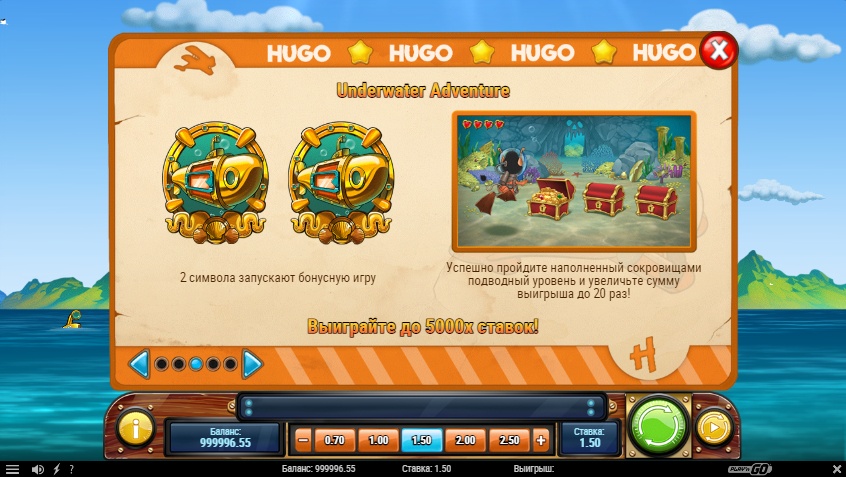 HUGO HUGO HUGO HUGO
Underwater Adventure
2 символа запускают бонусную игру
Успешно пройдите наполненный сокровищами
подводный уровень и увеличьте сумму
выигрыша до 20 раз!
Выиграйте до 5000x ставок!
H
Баланс:
999996.55
0.70
1.00
1.50
2.00
2.50
Ставка:
1.50
Баланс: 999996.55 Ставка: 1.50 Выигрыш:
PLAY'N GO